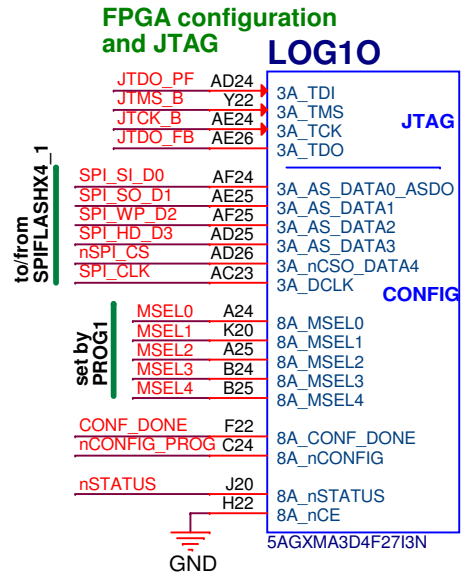 FPGA configuration
and JTAG
LOG1O
JTDO_PF AD24 3A_TDI
JTMS_B Y22 3A_TMS
JTCK_B AE24 3A_TCK
JTDO_FB AE26 3A_TDO
JTAG
to/from
SPIFLASHX4_1
SPI_SI_D0 AF24 3A_AS_DATA0_ASDO
SPI_SO_D1 AE25 3A_AS_DATA1
SPI_WP_D2 AF25 3A_AS_DATA2
SPI_HD_D3 AD25 3A_AS_DATA3
nSPI_CS AD26 3A_nCSO_DATA4
SPI_CLK AC23 3A_DCLK
CONFIG
set by
PROG1
MSEL0 A24 8A_MSEL0
MSEL1 K20 8A_MSEL1
MSEL2 A25 8A_MSEL2
MSEL3 B24 8A_MSEL3
MSEL4 B25 8A_MSEL4
CONF_DONE F22 8A_CONF_DONE
nCONFIG_PROG C24 8A_nCONFIG
nSTATUS J20 8A_nSTATUS
H22 8A_nCE
GND
5AGXMA3D4F27I3N